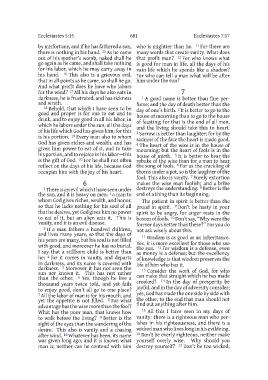 Ecclesiastes 5:15
681
Ecclesiastes 7:17
by misfortune, and if he has fathered a son,
there is nothing in his hand. 15 As he came
out of his mother's womb, naked shall he
go again as he came, and shall take nothing
for his labor, which he may carry away in
his hand. 16 This also is a grievous evil,
that in all points as he came, so shall he go.
And what profit does he have who labors
for the wind? 17 All his days he also eats in
darkness, he is frustrated, and has sickness
and wrath.
18 Behold, that which I have seen to be
good and proper is for one to eat and to
drink, and to enjoy good in all his labor, in
which he labors under the sun, all the days
of his life which God has given him; for this
is his portion. 19 Every man also to whom
God has given riches and wealth, and has
given him power to eat of it, and to take
his portion, and to rejoice in his labor—this
is the gift of God. 20 For he shall not often
reflect on the days of his life, because God
occupies him with the joy of his heart.
6
1 There is an evil which I have seen under
the sun, and it is heavy on men: 2 a man to
whom God gives riches, wealth, and honor,
so that he lacks nothing for his soul of all
that he desires, yet God gives him no power
to eat of it, but an alien eats it. This is
vanity, and it is an evil disease.
3 If a man fathers a hundred children,
and lives many years, so that the days of
his years are many, but his soul is not filled
with good, and moreover he has no burial;
I say that a stillborn child is better than
he: 4 for it comes in vanity, and departs
in darkness, and its name is covered with
darkness. 5 Moreover it has not seen the
sun nor known it. This has rest rather
than the other. 6 Yes, though he live a
thousand years twice told, and yet fails
to enjoy good, don't all go to one place?
7 All the labor of man is for his mouth, and
yet the appetite is not filled. 8 For what
advantage has the wise more than the fool?
What has the poor man, that knows how
to walk before the living? 9 Better is the
sight of the eyes than the wandering of the
desire. This also is vanity and a chasing
after wind. 10 Whatever has been, its name
was given long ago; and it is known what
man is; neither can he contend with him
who is mightier than he. 11 For there are
many words that create vanity. What does
that profit man? 12 For who knows what
is good for man in life, all the days of his
vain life which he spends like a shadow?
For who can tell a man what will be after
him under the sun?
7
1 A good name is better than fine per-
fume; and the day of death better than the
day of one's birth. 2 It is better to go to the
house of mourning than to go to the house
of feasting: for that is the end of all men,
and the living should take this to heart.
3 Sorrow is better than laughter; for by the
sadness of the face the heart is made good.
4 The heart of the wise is in the house of
mourning; but the heart of fools is in the
house of mirth. 5 It is better to hear the
rebuke of the wise than for a man to hear
the song of fools. 6 For as the crackling of
thorns under a pot, so is the laughter of the
fool. This also is vanity. 7 Surely extortion
makes the wise man foolish; and a bribe
destroys the understanding. 8 Better is the
end of a thing than its beginning.
The patient in spirit is better than the
proud in spirit. 9 Don't be hasty in your
spirit to be angry, for anger rests in the
bosom of fools. 10 Don't say, "Why were the
former days better than these?" For you do
not ask wisely about this.
11 Wisdom is as good as an inheritance.
Yes, it is more excellent for those who see
the sun. 12 For wisdom is a defense, even
as money is a defense; but the excellency
of knowledge is that wisdom preserves the
life of him who has it.
13 Consider the work of God, for who
can make that straight which he has made
crooked? 14 In the day of prosperity be
joyful, and in the day of adversity consider;
yes, God has made the one side by side with
the other, to the end that man should not
find out anything after him.
15 All this I have seen in my days of
vanity: there is a righteous man who per-
ishes in his righteousness, and there is a
wicked man who lives long in his evildoing.
16 Don't be overly righteous, neither make
yourself overly wise. Why should you
destroy yourself? 17 Don't be too wicked,